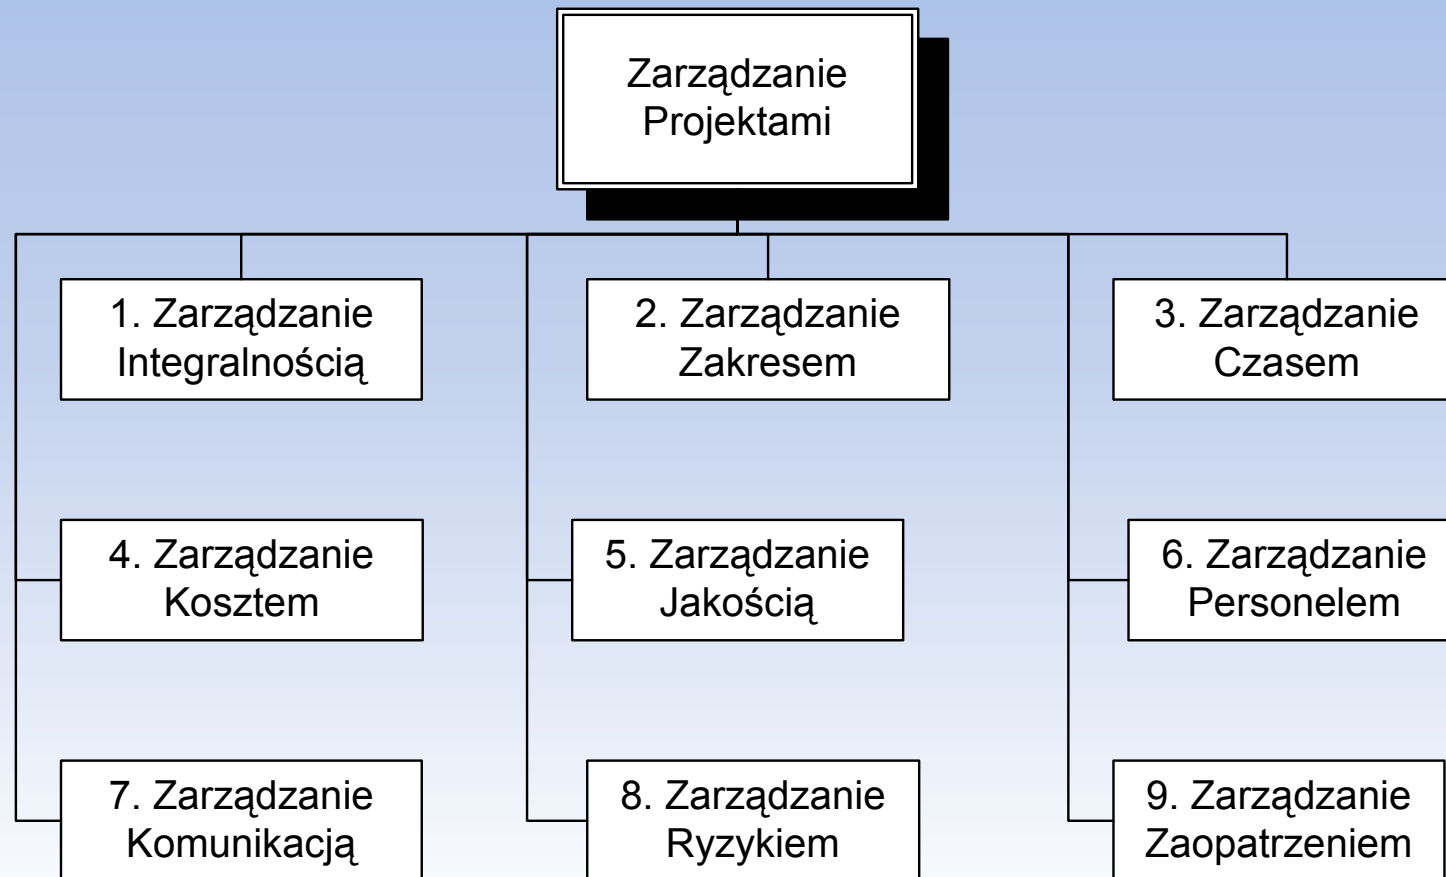 Zarządzanie
Projektami
1. Zarządzanie
Integralnością
2. Zarządzanie
Zakresem
3. Zarządzanie
Czasem
4. Zarządzanie
Kosztem
5. Zarządzanie
Jakością
6. Zarządzanie
Personelem
7. Zarządzanie
Komunikacją
8. Zarządzanie
Ryzykiem
9. Zarządzanie
Zaopatrzeniem